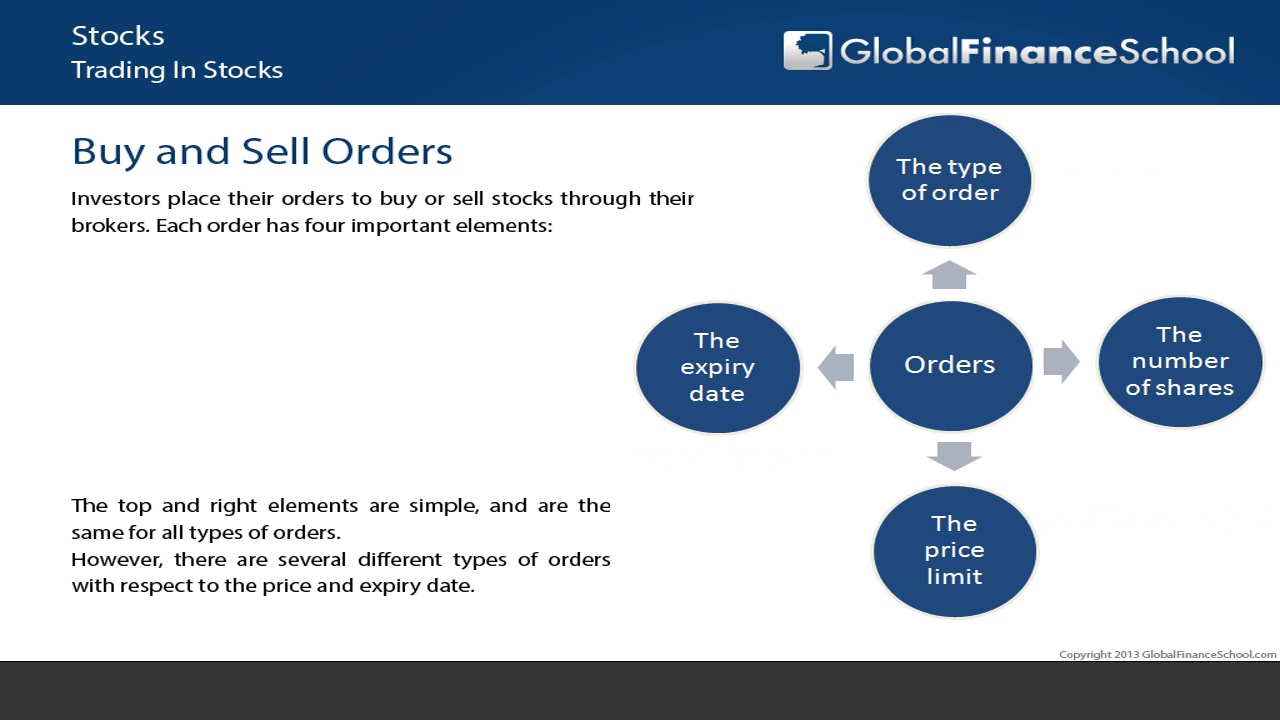 Stocks
Trading In Stocks
GlobalFinanceSchool
Buy and Sell Orders
Investors place their orders to buy or sell stocks through their
brokers. Each order has four important elements:
The type
of order
The
expiry
date
Orders
The
number
of shares
The
price
limit
The top and right elements are simple, and are the
same for all types of orders.
However, there are several different types of orders
with respect to the price and expiry date.
Copyright 2013 GlobalFinanceSchool.com